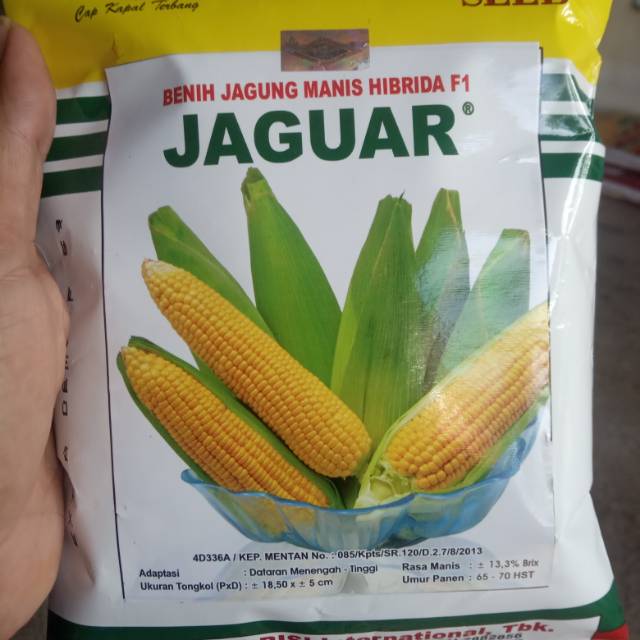 Cap Kapal Terbang
BENIH JAGUNG MANIS HIBRIDA F1
JAGUAR®
4D336A / KEP. MENTAN No. : 085/Kpts/SR.120/D.2.7/8/2013
Adaptasi : Dataran Menengah - Tinggi
Ukuran Tongkol (PxD) : ± 18,50 x ± 5 cm
Rasa Manis : ± 13,3% Brix
Umur Panen : 65 - 70 HST
International, Tbk.